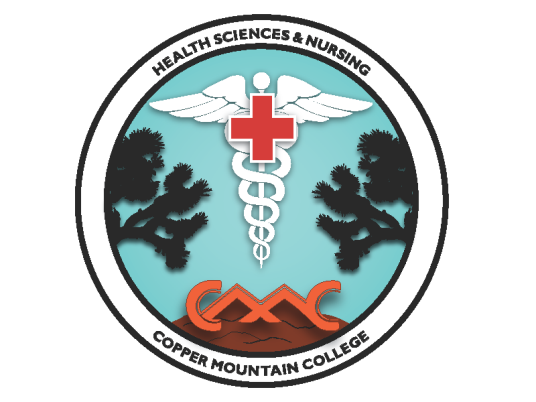 HEALTH SCIENCES & NURSING
CMC
COPPER MOUNTAIN COLLEGE